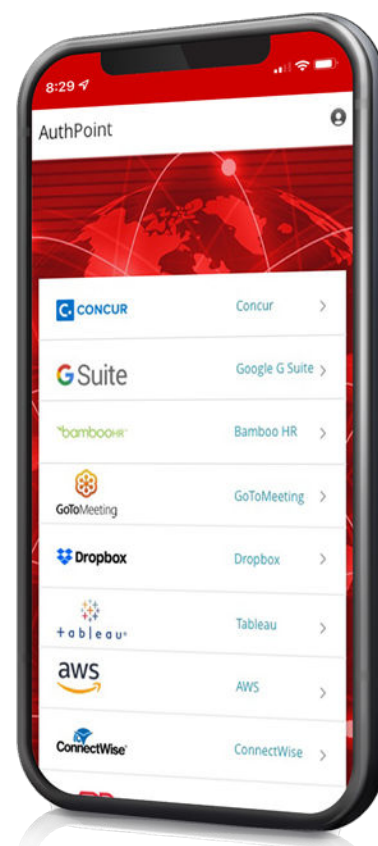 8:29
AuthPoint
C. CONCUR Concur
G Suite Google G Suite
bambooHR Bamboo HR
GoToMeeting GoToMeeting
Dropbox Dropbox
+ableau Tableau
aws AWS
ConnectWise ConnectWise